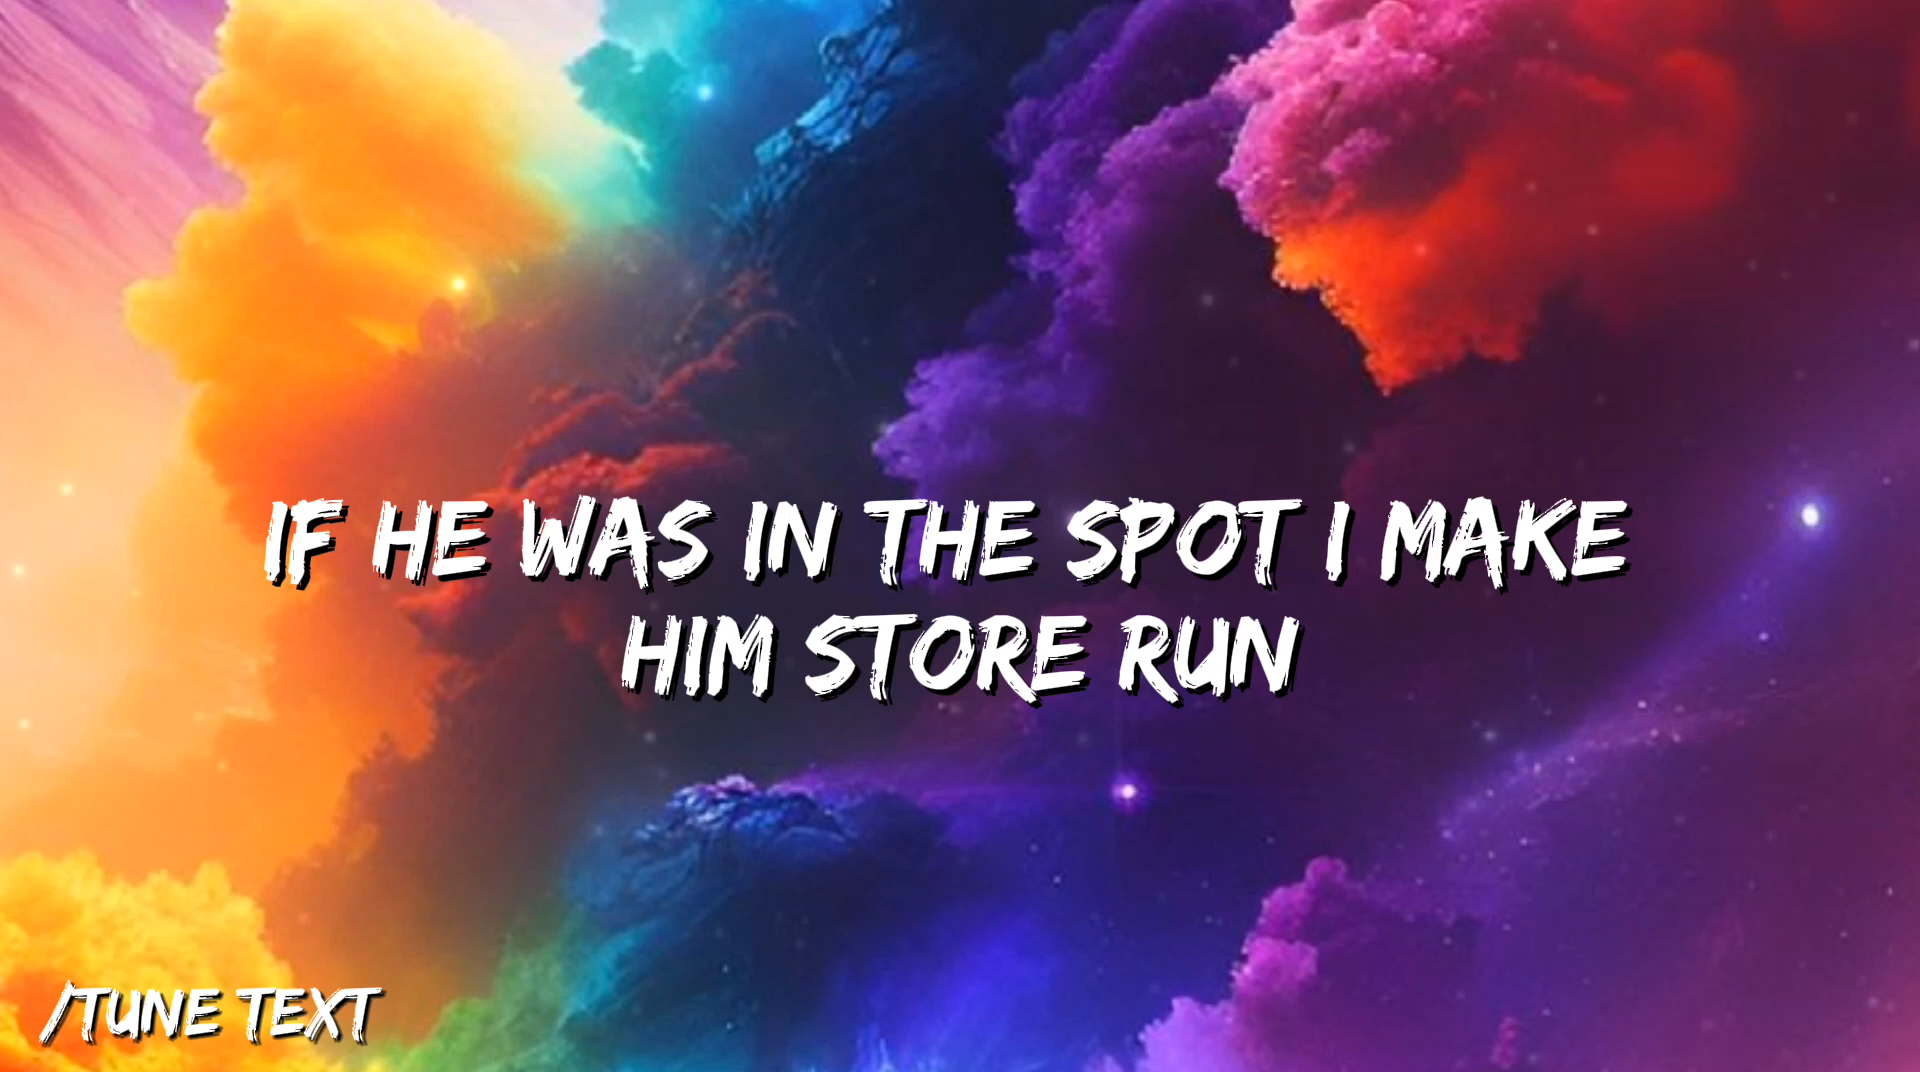 IF HE WAS IN THE SPOT I MAKE
HIM STORE RUN
/TUNE TEXT